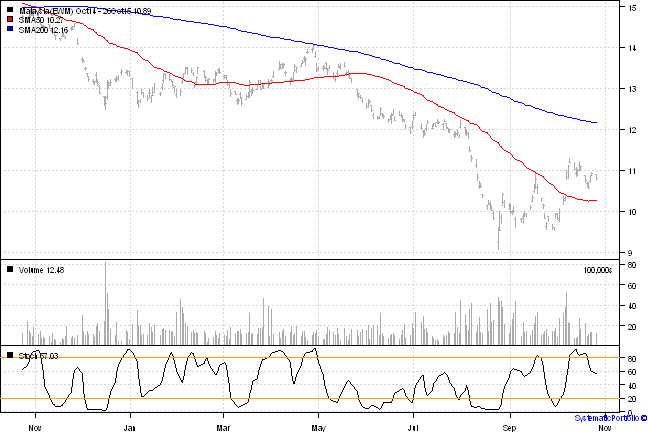 Malaysia(EWM) Oct14 - 26Oct15 10.89
SMA50 10.27
SMA200 12.16
15
14
13
12
11
10
9
Volume 12.48
100,000s
80
60
40
20
Stoch 57.03
80
60
40
20
0
Nov Jan Mar May Jul Sep Nov
SystematicPortfolio ©